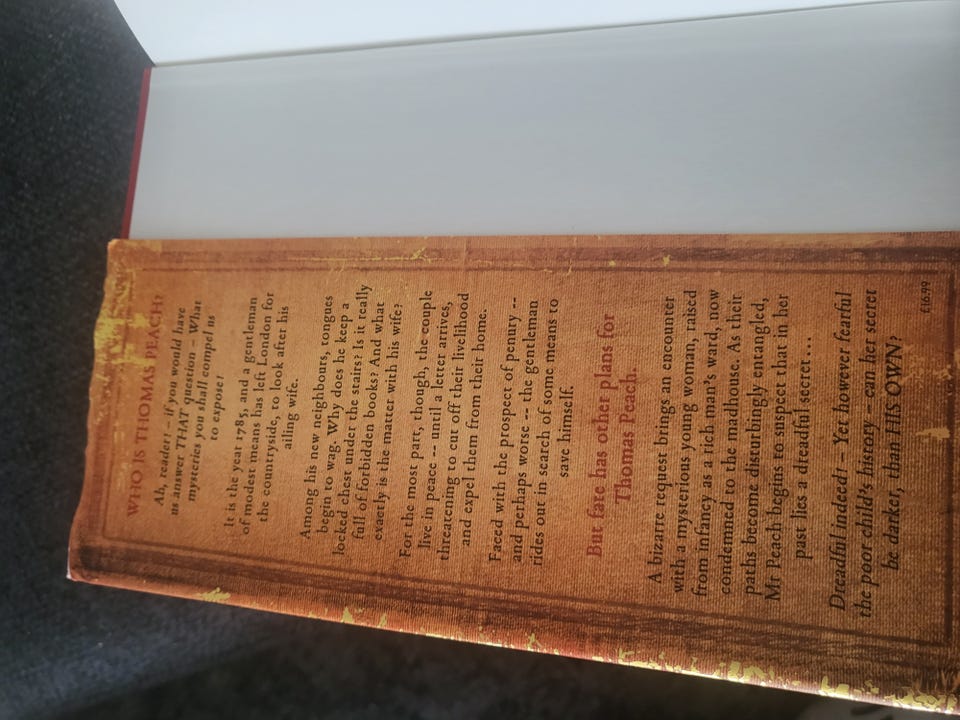 WHO IS THOMAS PEACH?
Ah, reader! – if you would have
us answer THAT question – What
mysteries you shall compel us
to expose!
It is the year 1785, and a gentleman
of modest means has left London for
the countryside, to look after his
ailing wife.
Among his new neighbours, tongues
begin to wag. Why does he keep a
locked chest under the stairs? Is it really
full of forbidden books? And what
exactly is the matter with his wife?
For the most part, though, the couple
live in peace -- until a letter arrives,
threatening to cut off their livelihood
and expel them from their home.
Faced with the prospect of penury --
and perhaps worse -- the gentleman
rides out in search of some means to
save himself.
But fate has other plans for
Thomas Peach.
A bizarre request brings an encounter
with a mysterious young woman, raised
from infancy as a rich man's ward, now
condemned to the madhouse. As their
paths become disturbingly entangled,
Mr Peach begins to suspect that in her
past lies a dreadful secret ...
Dreadful indeed! – Yet however fearful
the poor child's history – can her secret
be darker, than HIS OWN?
£16.99